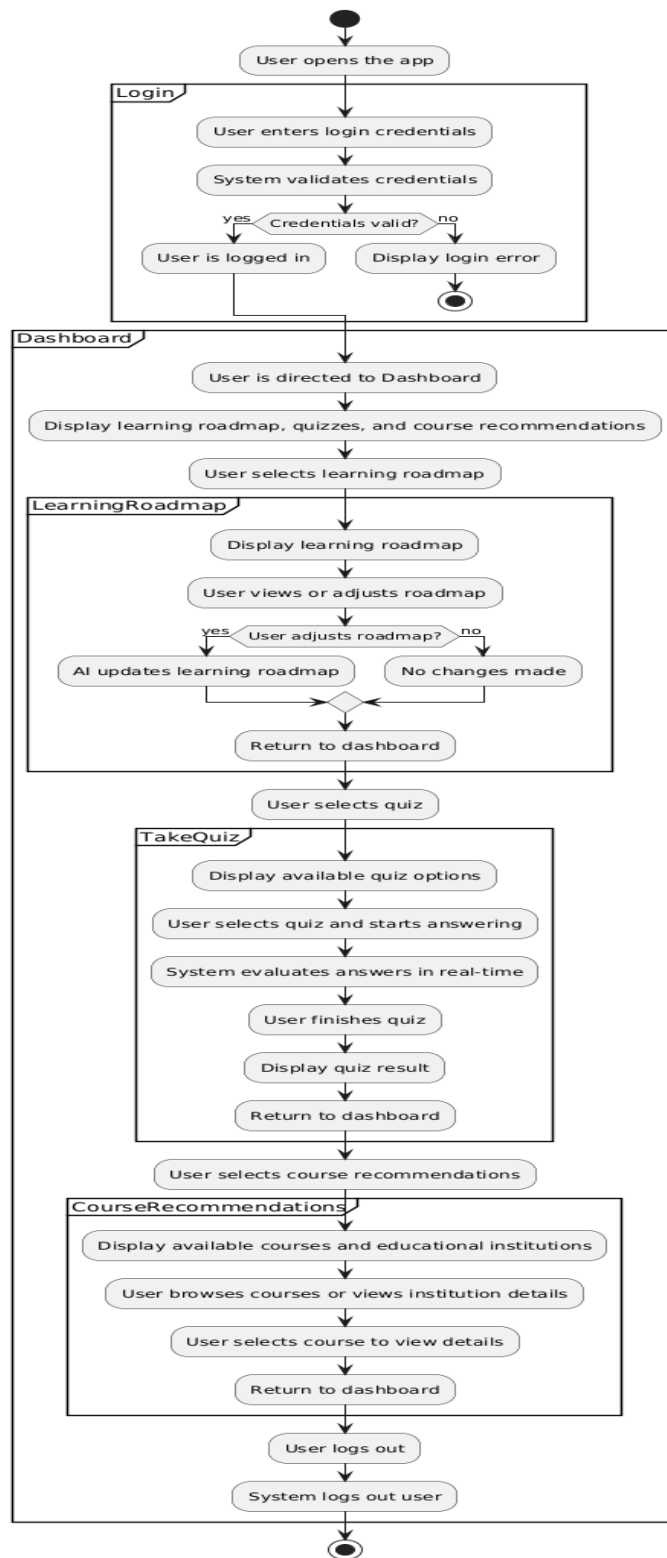 User opens the app
Login
User enters login credentials
System validates credentials
yes
Credentials valid?
no
User is logged in
Display login error
Dashboard
User is directed to Dashboard
Display learning roadmap, quizzes, and course recommendations
User selects learning roadmap
LearningRoadmap
Display learning roadmap
User views or adjusts roadmap
yes
User adjusts roadmap?
no
AI updates learning roadmap
No changes made
Return to dashboard
User selects quiz
TakeQuiz
Display available quiz options
User selects quiz and starts answering
System evaluates answers in real-time
User finishes quiz
Display quiz result
Return to dashboard
User selects course recommendations
CourseRecommendations
Display available courses and educational institutions
User browses courses or views institution details
User selects course to view details
Return to dashboard
User logs out
System logs out user